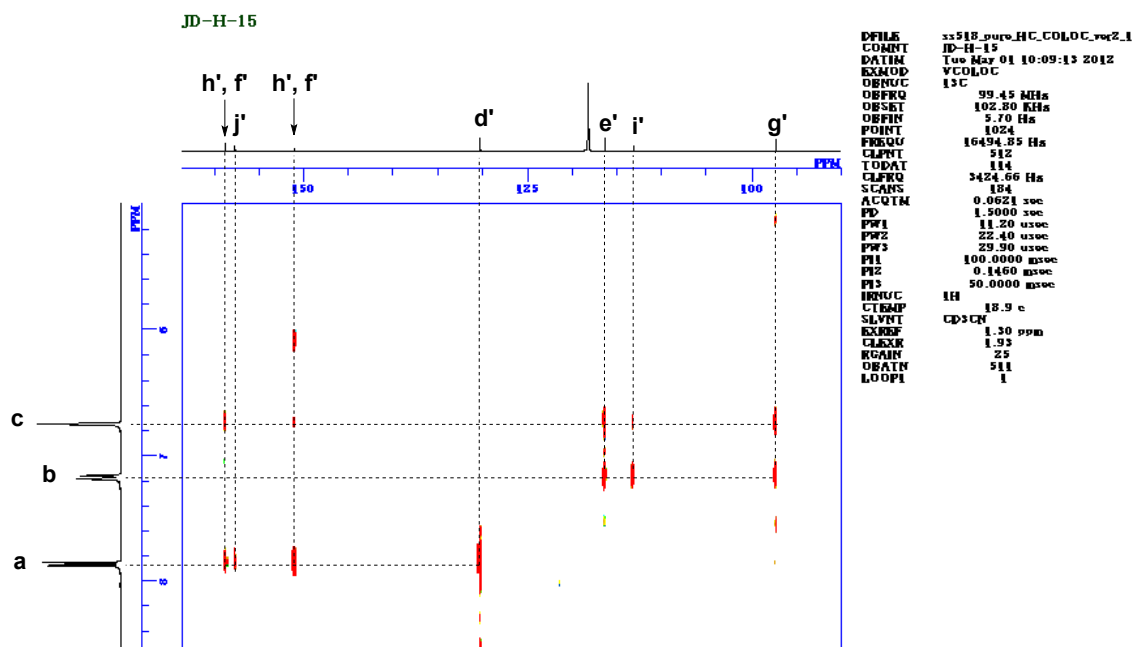 JD-H-15
h', f'
j'
h', f'
d'
e'
i'
g'
PPM
150
125
100
PPM
6
7
8
c
b
a
DFILE ss518_puro_HC_COLOC_ver2_1
COMNT JD-H-15
DATIM Tue May 01 10:09:13 2012
EXMOD VCOLOC
OBNUC 13C
OBFRQ 99.45 MHz
OBSET 102.80 KHz
OBFIN 5.70 Hz
POINT 1024
FREQU 16494.85 Hz
CLPNT 512
TODAT 114
CLFRQ 3424.66 Hz
SCANS 184
ACQTM 0.0621 sec
PD 1.5000 sec
PW1 11.20 usec
PW2 22.40 usec
PW3 29.90 usec
PI1 100.0000 msec
PI2 0.1460 msec
PI3 50.0000 msec
IRNUC 1H
CTEMP 18.9 c
SLVNT CD3CN
EXREF 1.30 ppm
CLEXR 1.93
RGAIN 25
OBATN 511
LOOP1 1